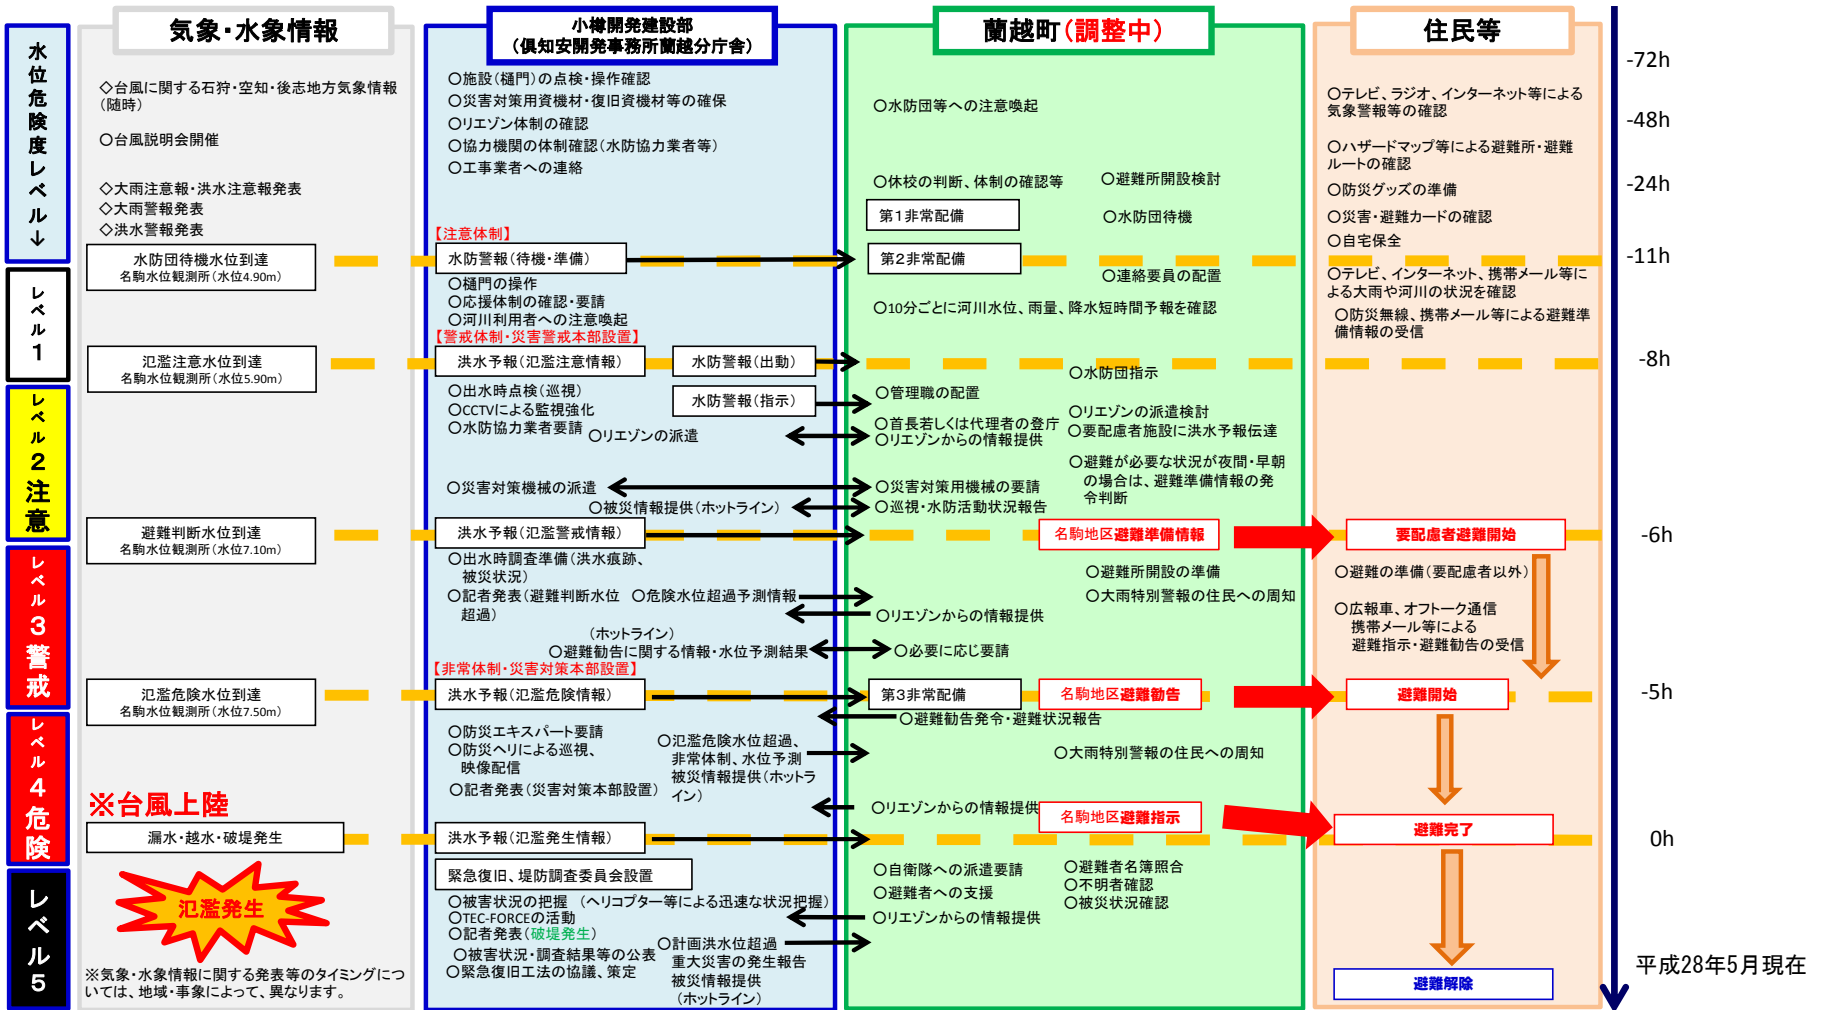 水位危険度レベル↓
レベル1
レベル2注意
レベル3警戒
レベル4危険
レベル5
気象・水象情報
◇台風に関する石狩・空知・後志地方気象情報
(随時)
○台風説明会開催
◇大雨注意報・洪水注意報発表
◇大雨警報発表
◇洪水警報発表
水防団待機水位到達
名駒水位観測所(水位4.90m)
氾濫注意水位到達
名駒水位観測所(水位5.90m)
避難判断水位到達
名駒水位観測所(水位7.10m)
氾濫危険水位到達
名駒水位観測所(水位7.50m)
※台風上陸
漏水・越水・破堤発生
氾濫発生
※気象・水象情報に関する発表等のタイミングについ
いては、地域・事象によって、異なります。
小樽開発建設部
(倶知安開発事務所蘭越分庁舎)
○施設(樋門)の点検・操作確認
○災害対策用資機材・復旧資機材等の確保
○リエゾン体制の確認
○協力機関の体制確認(水防協力業者等)
○工事業者への連絡
【注意体制】
水防警報(待機・準備)
○樋門の操作
○応援体制の確認・要請
○河川利用者への注意喚起
【警戒体制・災害警戒本部設置】
洪水予報(氾濫注意情報)
水防警報(出動)
○出水時点検(巡視)
○CCTVによる監視強化
○水防協力業者要請
水防警報(指示)
○リエゾンの派遣
○災害対策機械の派遣
○被災情報提供(ホットライン)
洪水予報(氾濫警戒情報)
○出水時調査準備(洪水痕跡、
被災状況)
○記者発表(避難判断水位
超過)
○危険水位超過予測情報
(ホットライン)
○避難勧告に関する情報・水位予測結果
【非常体制・災害対策本部設置】
洪水予報(氾濫危険情報)
○防災エキスパート要請
○防災ヘリによる巡視、
映像配信
○記者発表(災害対策本部設置)
○氾濫危険水位超過、
非常体制、水位予測
被災情報提供(ホットラ
イン)
洪水予報(氾濫発生情報)
緊急復旧、堤防調査委員会設置
○被害状況の把握 (ヘリコプター等による迅速な状況把握)
○TEC-FORCEの活動
○記者発表(破堤発生)
○被害状況・調査結果等の公表
○緊急復旧工法の協議、策定
○計画洪水位超過
重大災害の発生報告
被災情報提供
(ホットライン)
蘭越町(調整中)
○水防団等への注意喚起
○休校の判断、体制の確認等
○避難所開設検討
第1非常配備
○水防団待機
第2非常配備
○連絡要員の配置
○10分ごとに河川水位、雨量、降水短時間予報を確認
○水防団指示
○管理職の配置
○リエゾンの派遣検討
○首長若しくは代理者の登庁
○要配慮者施設に洪水予報伝達
○リエゾンからの情報提供
○避難が必要な状況が夜間・早朝
の場合は、避難準備情報の発
令判断
○災害対策用機械の要請
○巡視・水防活動状況報告
名駒地区避難準備情報
○避難所開設の準備
○大雨特別警報の住民への周知
○リエゾンからの情報提供
○必要に応じ要請
第3非常配備
名駒地区避難勧告
○避難勧告発令・避難状況報告
○大雨特別警報の住民への周知
○リエゾンからの情報提供
名駒地区避難指示
○自衛隊への派遣要請
○避難者への支援
○リエゾンからの情報提供
○避難者名簿照合
○不明者確認
○被災状況確認
住民等
○テレビ、ラジオ、インターネット等による
気象警報等の確認
○ハザードマップ等による避難所・避難
ルートの確認
○防災グッズの準備
○災害・避難カードの確認
○自宅保全
○テレビ、インターネット、携帯メール等に
よる大雨や河川の状況を確認
○防災無線、携帯メール等による避難準
備情報の受信
要配慮者避難開始
○避難の準備(要配慮者以外)
○広報車、オフトーク通信
携帯メール等による
避難指示・避難勧告の受信
避難開始
避難完了
避難解除
-72h
-48h
-24h
-11h
-8h
-6h
-5h
0h
平成28年5月現在